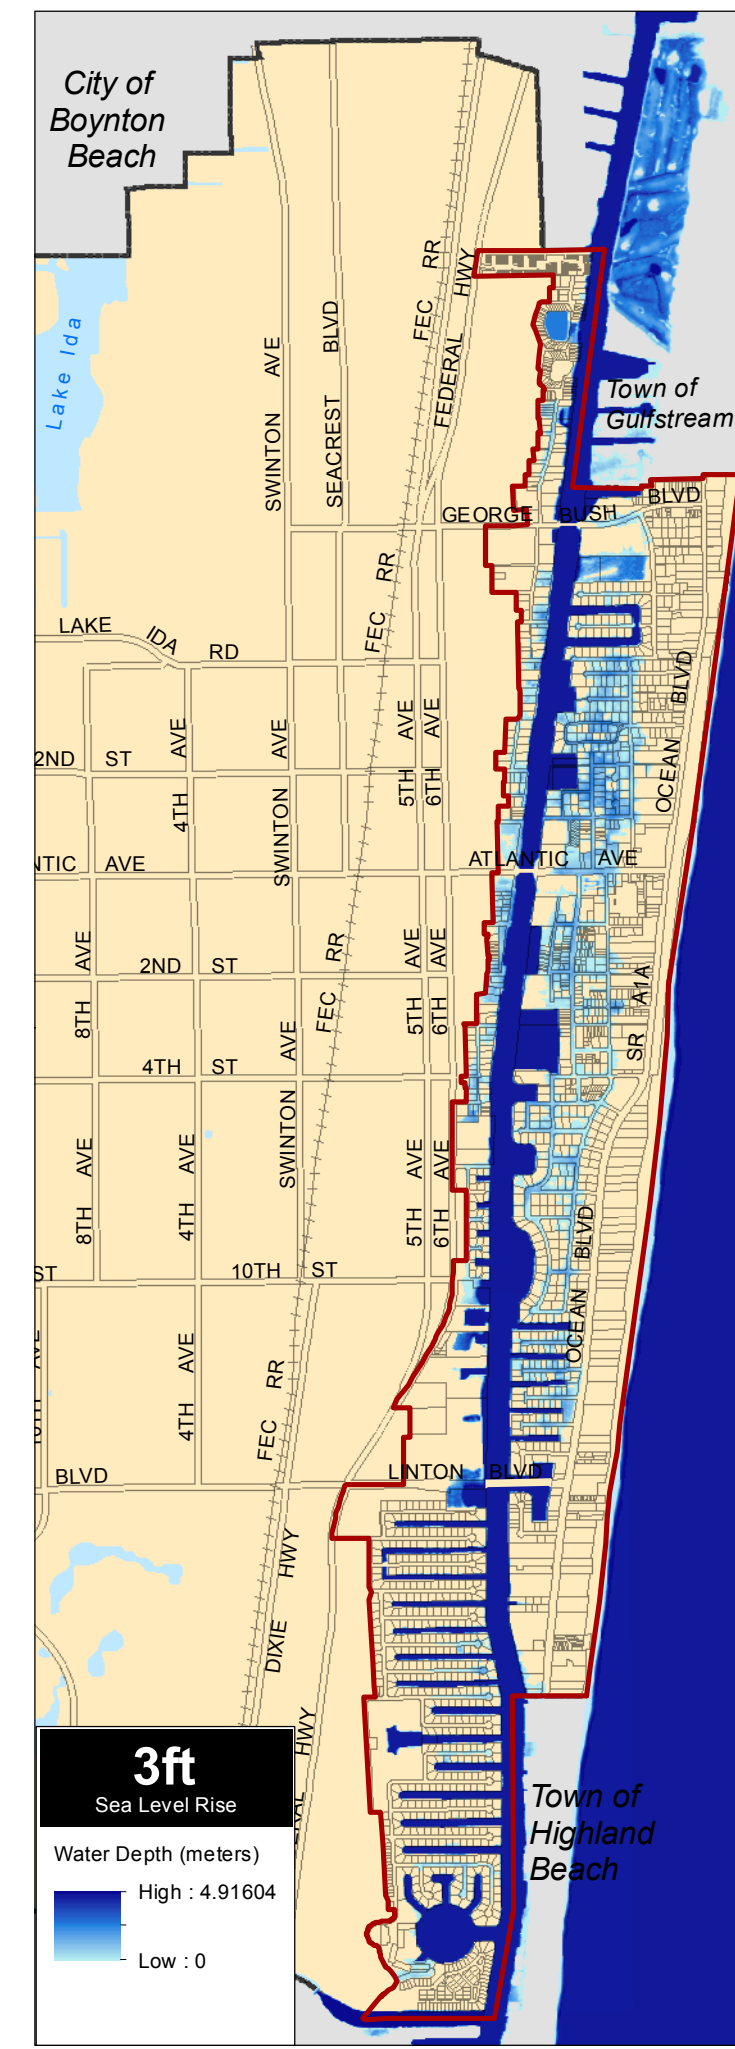 City of
Boynton
Beach
Lake Ida
SWINTON AVE
SEACREST BLVD
FEC RR
FEDERAL HWY
Town of
Gulfstream
GEORGE BUSH BLVD
FEC RR
LAKE IDA RD
OCEAN BLVD
2ND ST
4TH AVE
SWINTON AVE
5TH AVE
6TH AVE
NTIC AVE
ATLANTIC AVE
8TH AVE
2ND ST
FEC RR
5TH AVE
6TH AVE
SR A1A
4TH ST
SWINTON AVE
8TH AVE
4TH AVE
5TH AVE
6TH AVE
OCEAN BLVD
ST
10TH ST
AVE
4TH AVE
FEC RR
OCEAN
BLVD
LINTON BLVD
DIXIE HWY
HWY
3ft
Sea Level Rise
Water Depth (meters)
High : 4.91604
Low : 0
Town of
Highland
Beach